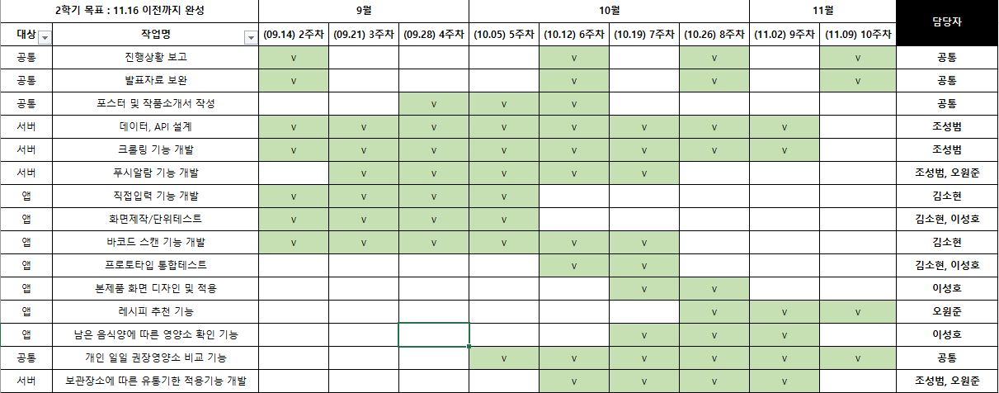 2학기 목표 : 11.16 이전까지 완성 9월 10월 11월 담당자
대상 작업명 (09.14) 2주차 (09.21) 3주차 (09.28) 4주차 (10.05) 5주차 (10.12) 6주차 (10.19) 7주차 (10.26) 8주차 (11.02) 9주차 (11.09) 10주차
공통 진행상황 보고 v v v v 공통
공통 발표자료 보완 v v v v 공통
공통 포스터 및 작품소개서 작성 v v v 공통
서버 데이터, API 설계 v v v v v v v v 조성범
서버 크롤링 기능 개발 v v v v v v v v 조성범
서버 푸시알람 기능 개발 v v v v v 조성범, 오원준
앱 직접입력 기능 개발 v v v v 김소현
앱 화면제작/단위테스트 v v v v 김소현, 이성호
앱 바코드 스캔 기능 개발 v v v v v v 김소현
앱 프로토타입 통합테스트 v v 김소현, 이성호
앱 본제품 화면 디자인 및 적용 v v 이성호
앱 레시피 추천 기능 v v v 오원준
앱 남은 음식양에 따른 영양소 확인 기능 v v v 이성호
공통 개인 일일 권장영양소 비교 기능 v v v v v v 공통
서버 보관장소에 따른 유통기한 적용기능 개발 v v v v 조성범, 오원준